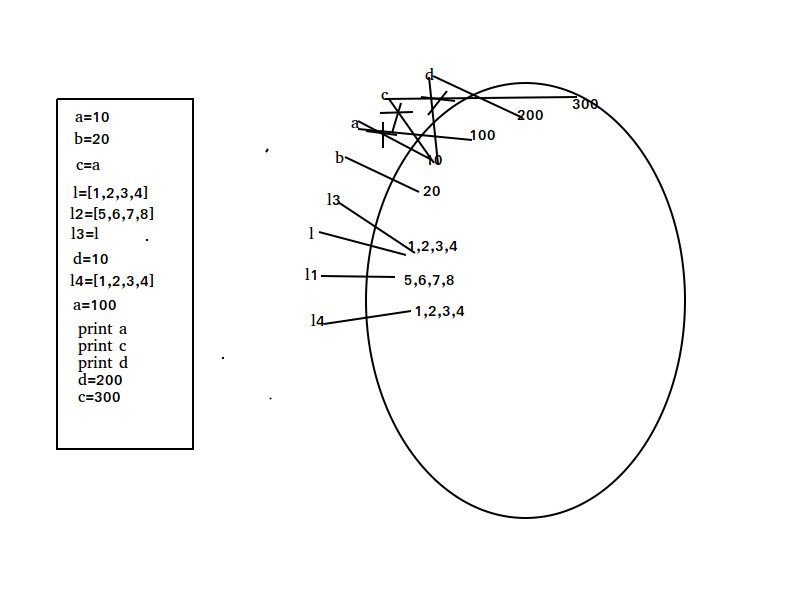 a=10
b=20
c=a
l=[1,2,3,4]
l2=[5,6,7,8]
l3=l
d=10
l4=[1,2,3,4]
a=100
print a
print c
print d
d=200
c=300
d
c
300
200
a
100
b
10
20
l3
l
1,2,3,4
l1
5,6,7,8
l4
1,2,3,4